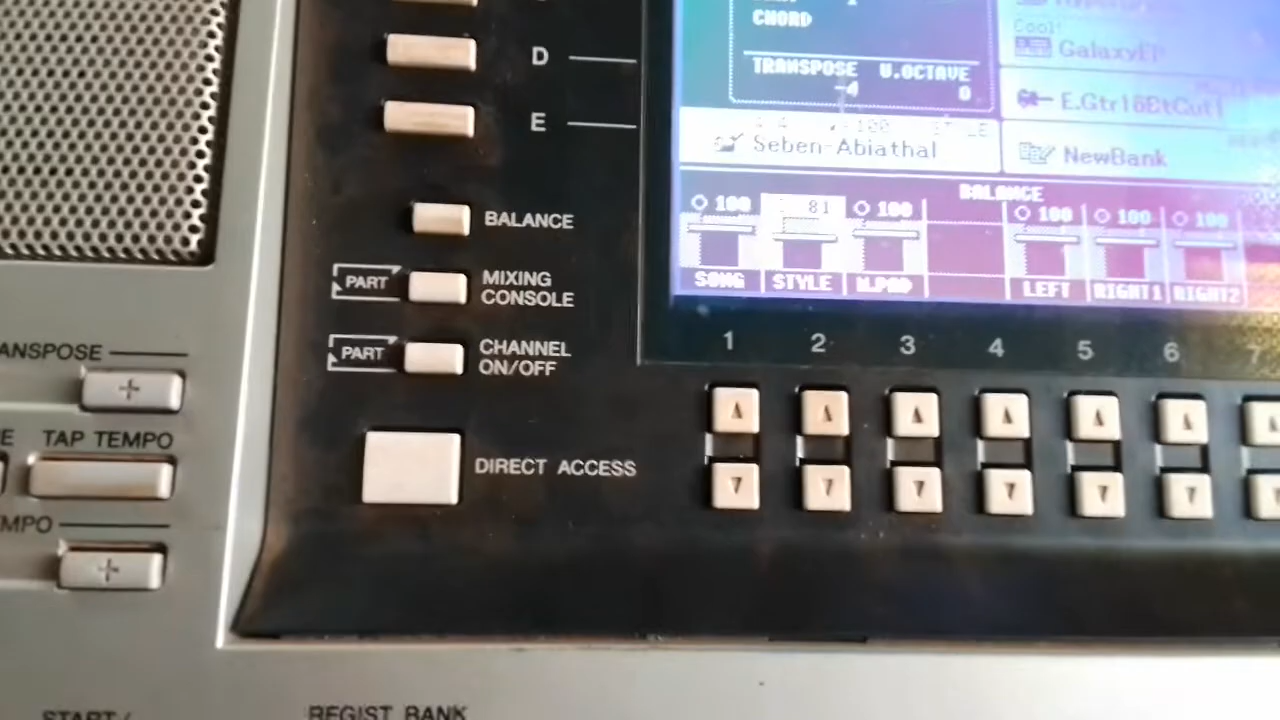 CHORD
D
TRANSPOSE U.OCTAVE
-4 0
E
Cool!
GalaxyEP
Seben-Abiathal
NewBank
BALANCE
BALANCE
100 81 100 100 100 100
SONG STYLE M.PAD LEFT RIGHT1 RIGHT2
PART
MIXING
CONSOLE
1 2 3 4 5 6
PART
CHANNEL
ON/OFF
ANSPOSE
+
TAP TEMPO
DIRECT ACCESS
MPO
+
START/
REGIST BANK